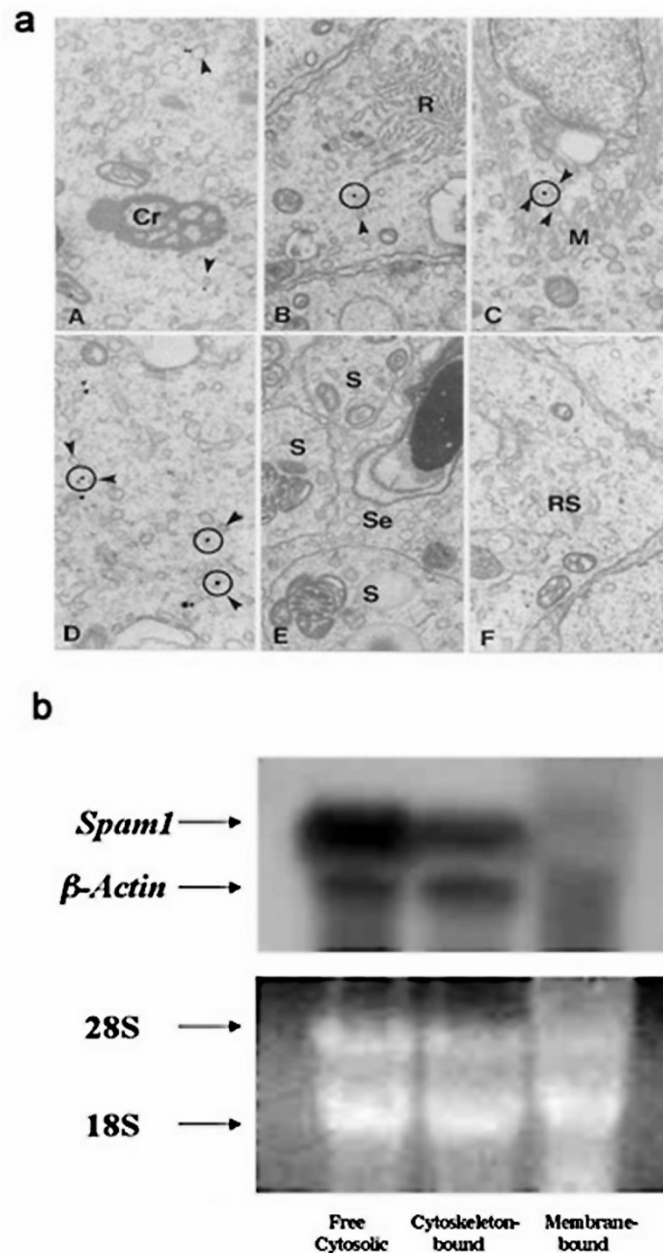 a
Cr
A
R
B
M
C
D
S
S
Se
S
E
RS
F
b
Spam1
β-Actin
28S
18S
Free Cytosolic
Cytoskeleton-bound
Membrane-bound